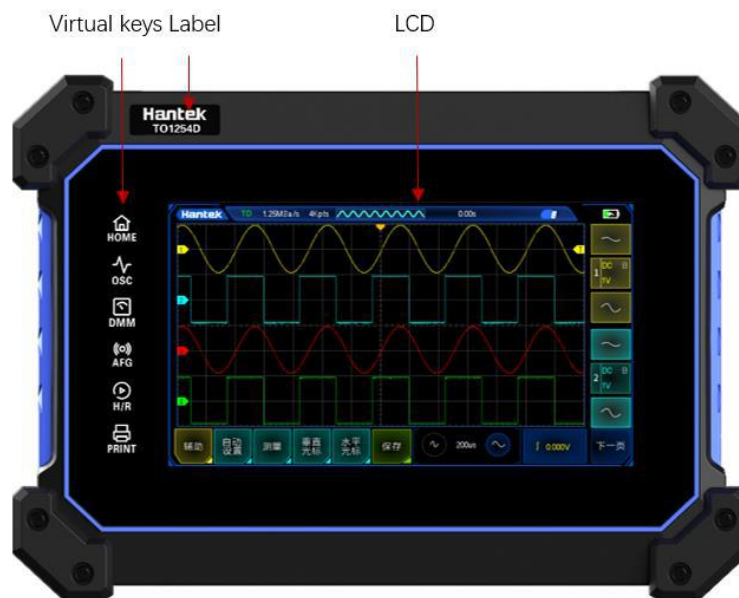 Virtual keys Label LCD
Hantek
TO1254D
HOME
OSC
DMM
AFG
H/R
PRINT
Hantek TD 1.25MSa/s 4Kpts 0.00s
1 DC B
1V
2 DC B
1V
辅助 自动设置 测量 垂直光标 水平光标 保存 200us 0.000V 下一页